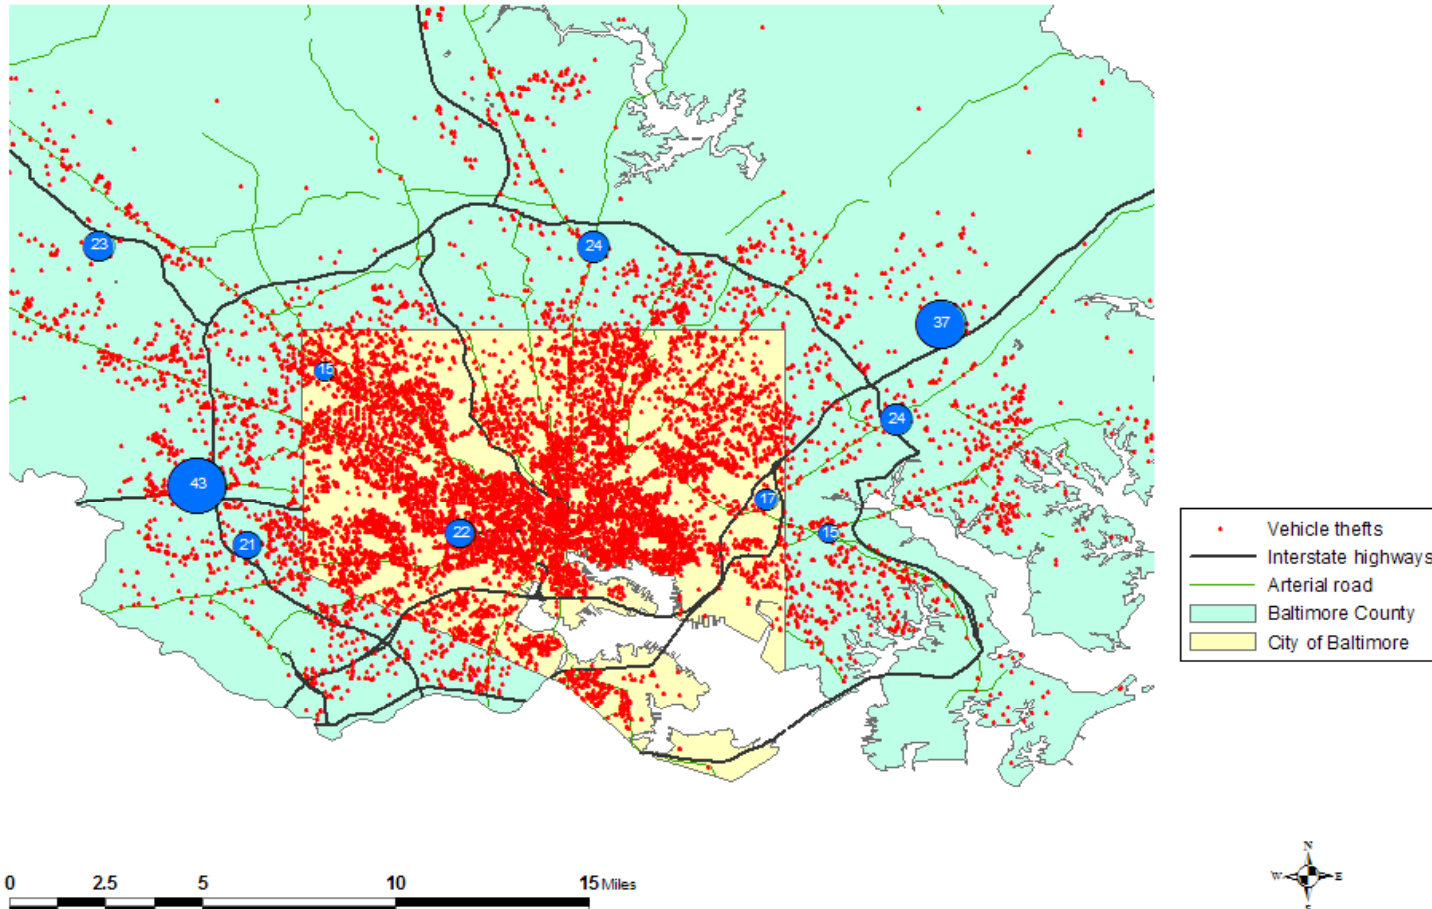 23
24
37
15
24
43
17
22
15
21
Vehicle thefts
Interstate highways
Arterial road
Baltimore County
City of Baltimore
0 2.5 5 10 15 Miles
N
W E
S